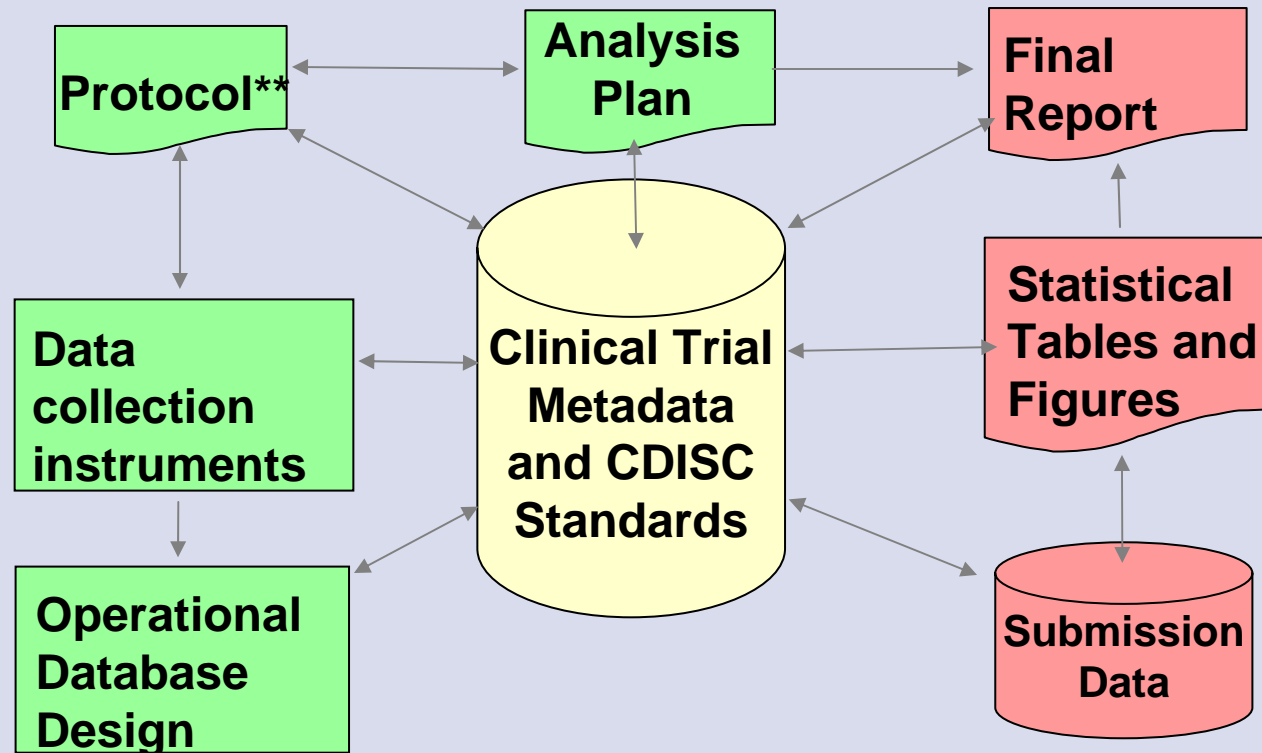 Protocol**
Analysis
Plan
Final
Report
Data
collection
instruments
Clinical Trial
Metadata
and CDISC
Standards
Statistical
Tables and
Figures
Operational
Database
Design
Submission
Data